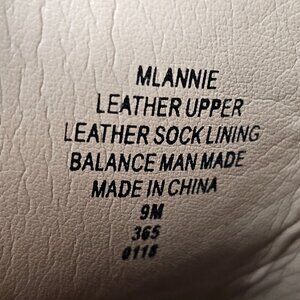 MLANNIE
LEATHER UPPER
LEATHER SOCK LINING
BALANCE MAN MADE
MADE IN CHINA
9M
365
0118